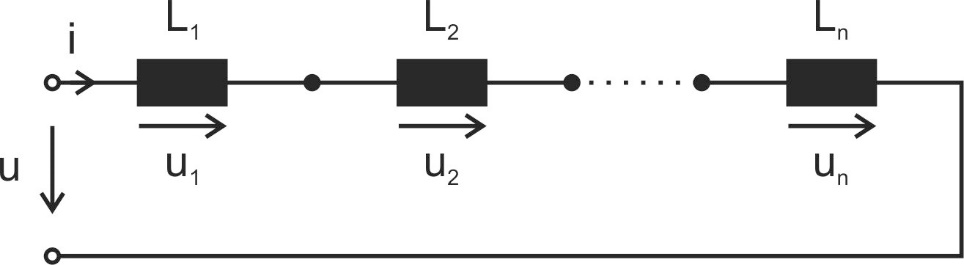 i L₁ L₂ Lₙ
u u₁ u₂ uₙ